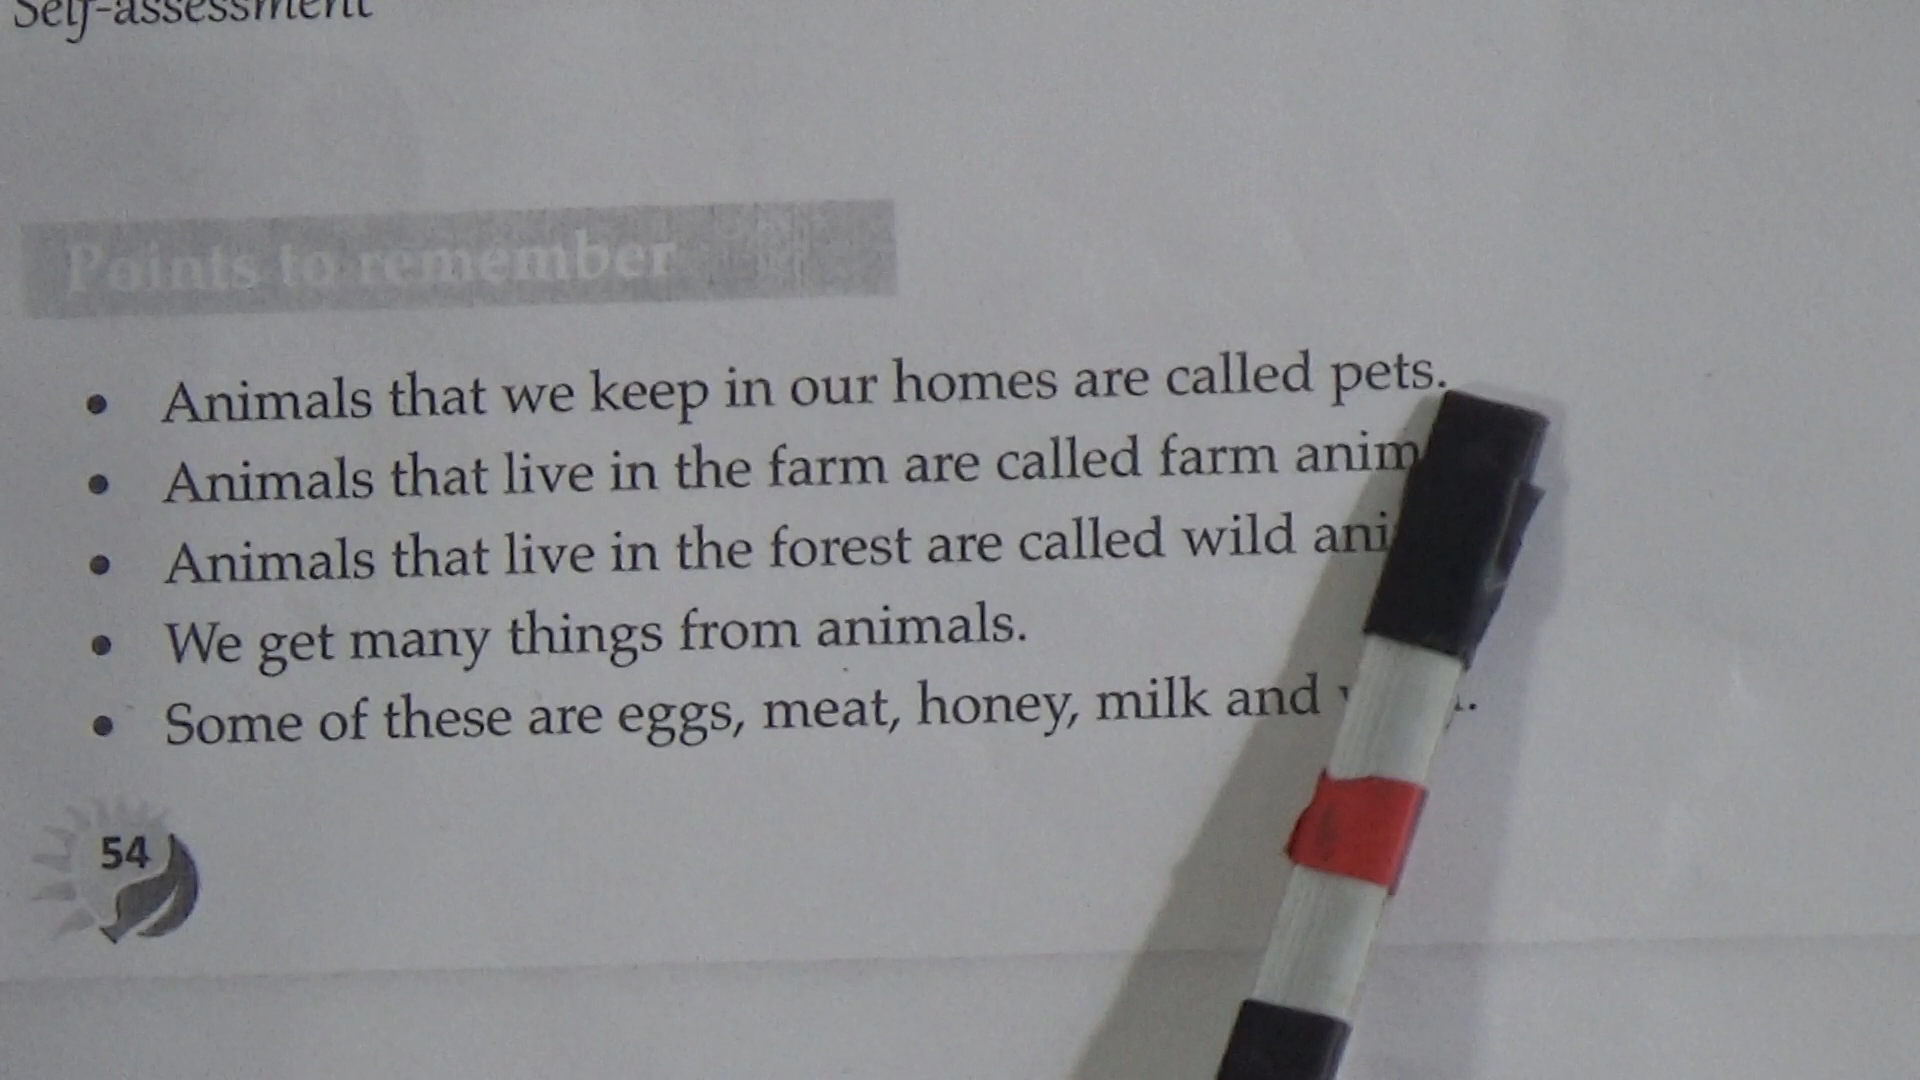 Self-assessment
Points to remember
• Animals that we keep in our homes are called pets.
• Animals that live in the farm are called farm anim
• Animals that live in the forest are called wild ani
• We get many things from animals.
• Some of these are eggs, meat, honey, milk and
54